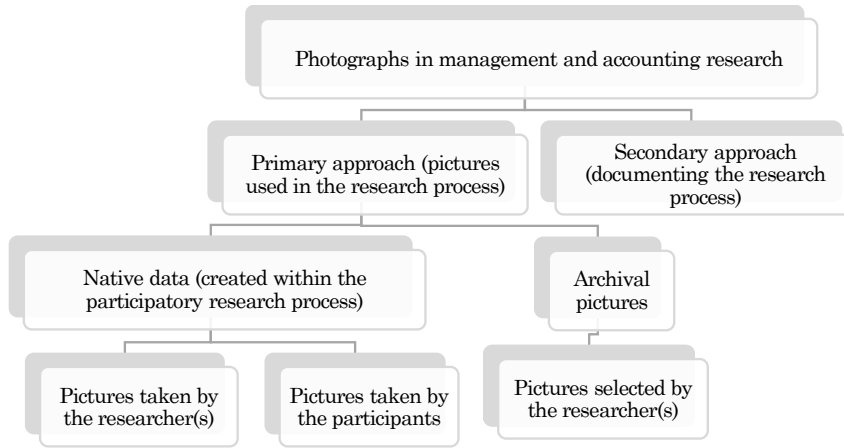 Photographs in management and accounting research
Primary approach (pictures
used in the research process)
Secondary approach
(documenting the research
process)
Native data (created within the
participatory research process)
Archival
pictures
Pictures taken by
the researcher(s)
Pictures taken by
the participants
Pictures selected by
the researcher(s)